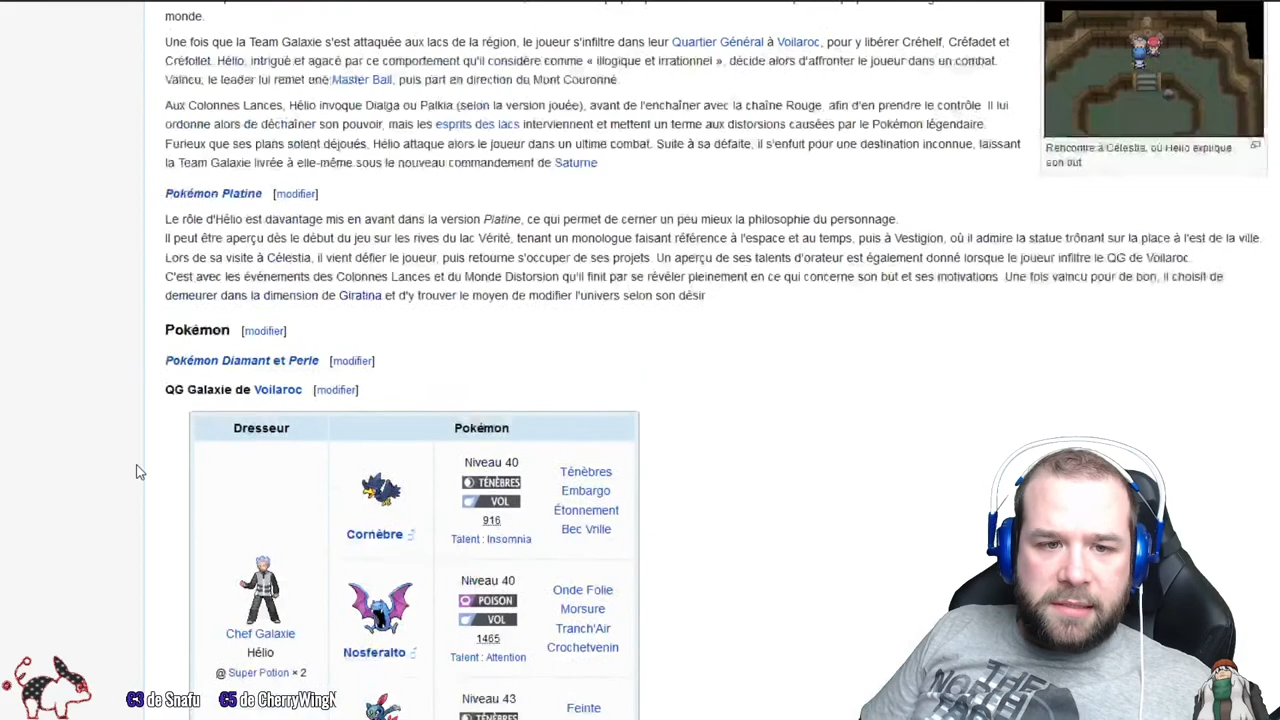 monde.
Une fois que la Team Galaxie s'est attaquée aux lacs de la région, le joueur s'infiltre dans leur Quartier Général à Voilaroc, pour y libérer Créhelf, Créfadet et
Créfollet. Hélio, intrigué et agacé par ce comportement qu'il considère comme « illogique et irrationnel », décide alors d'affronter le joueur dans un combat.
Vaincu, le leader lui remet une Master Ball, puis part en direction du Mont Couronné.
Aux Colonnes Lances, Hélio invoque Dialga ou Palkia (selon la version jouée), avant de l'enchaîner avec la chaîne Rouge afin d'en prendre le contrôle. Il lui
ordonne alors de déchaîner son pouvoir, mais les esprits des lacs interviennent et mettent un terme aux distorsions causées par le Pokémon légendaire.
Furieux que ses plans soient déjoués, Hélio attaque alors le joueur dans un ultime combat. Suite à sa défaite, il s'enfuit pour une destination inconnue, laissant
la Team Galaxie livrée à elle-même sous le nouveau commandement de Saturne
Rencontre à Célestia, où Hélio explique
son but
Pokémon Platine [modifier]
Le rôle d'Hélio est davantage mis en avant dans la version Platine, ce qui permet de cerner un peu mieux la philosophie du personnage.
Il peut être aperçu dès le début du jeu sur les rives du lac Vérité, tenant un monologue faisant référence à l'espace et au temps, puis à Vestigion, où il admire la statue trônant sur la place à l'est de la ville.
Lors de sa visite à Célestia, il vient défier le joueur, puis retourne s'occuper de ses projets. Un aperçu de ses talents d'orateur est également donné lorsque le joueur infiltre le QG de Voilaroc.
C'est avec les événements des Colonnes Lances et du Monde Distorsion qu'il finit par se révéler pleinement en ce qui concerne son but et ses motivations. Une fois vaincu pour de bon, il choisit de
demeurer dans la dimension de Giratina et d'y trouver le moyen de modifier l'univers selon son désir
Pokémon [modifier]
Pokémon Diamant et Perle [modifier]
QG Galaxie de Voilaroc [modifier]
Dresseur Pokémon
Niveau 40
TÉNÈBRES
VOL
916
Talent : Insomnia
Cornèbre ♂
Ténèbres
Embargo
Étonnement
Bec Vrille
Niveau 40
POISON
VOL
1465
Talent : Attention
Nosferalto ♂
Onde Folie
Morsure
Tranch'Air
Crochetvenin
Chef Galaxie
Hélio
@ Super Potion × 2
Niveau 43
TÉNÈBRES
Feinte
C3 de Snafu C5 de CherryWing
THE
NORTH